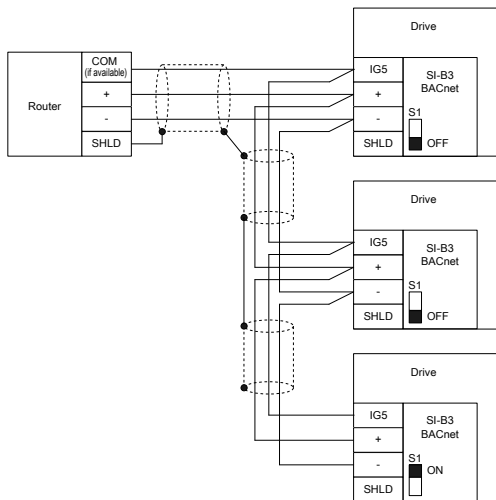 Router
COM
(if available)
+
-
SHLD
Drive
IG5
+
-
SHLD
SI-B3
BACnet
S1
OFF
Drive
IG5
+
-
SHLD
SI-B3
BACnet
S1
OFF
Drive
IG5
+
-
SHLD
SI-B3
BACnet
S1
ON